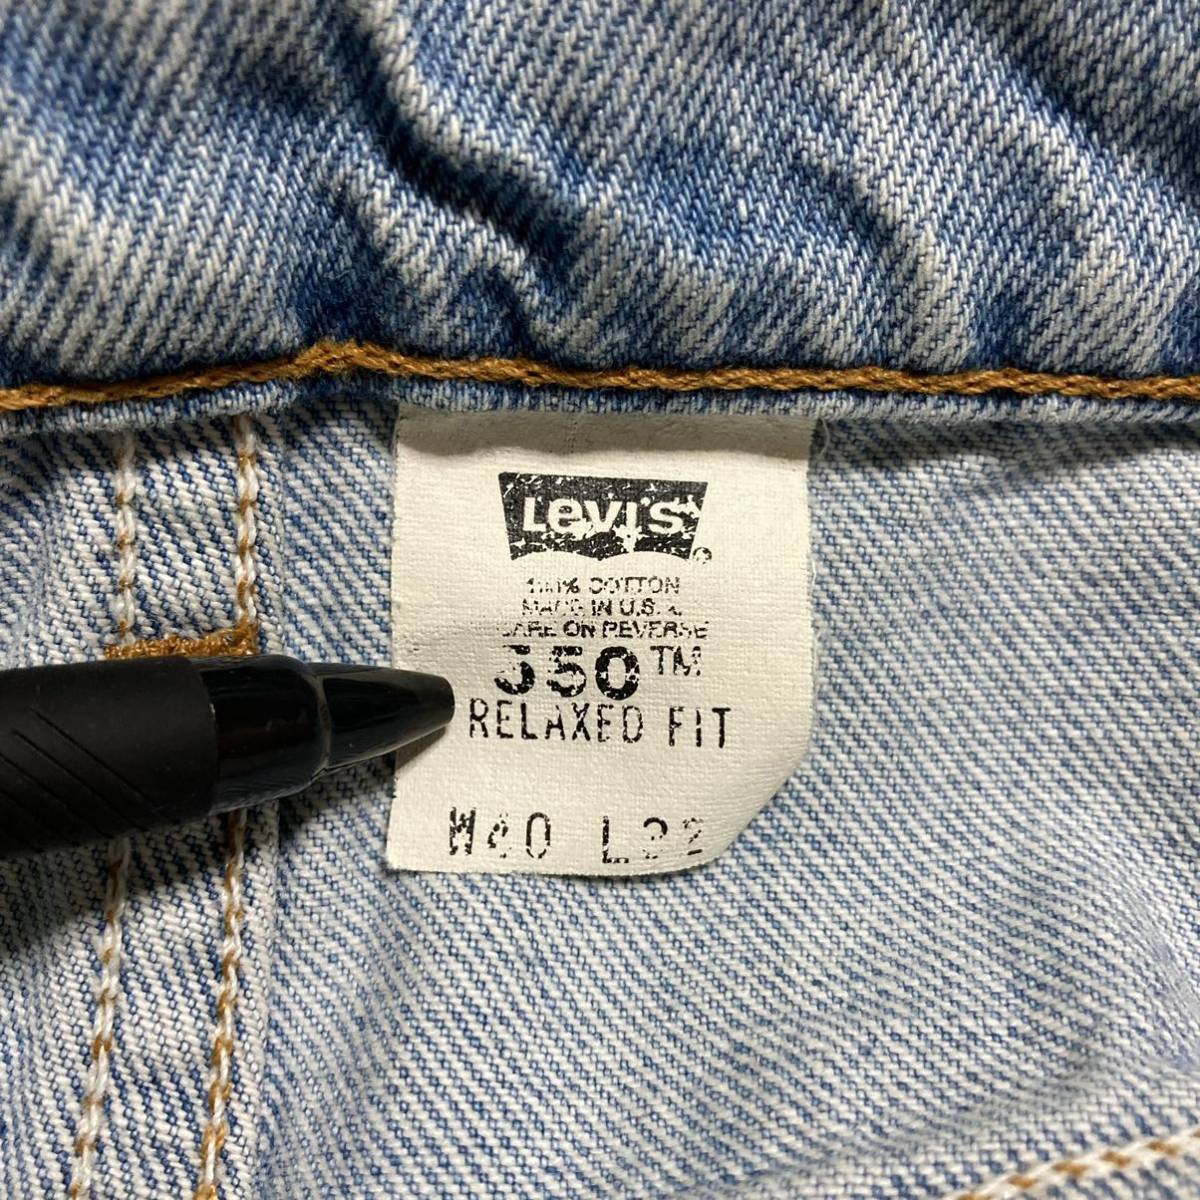 Levi's®
100% COTTON
MADE IN U.S.A.
CARE ON REVERSE
550™
RELAXED FIT
W40 L32